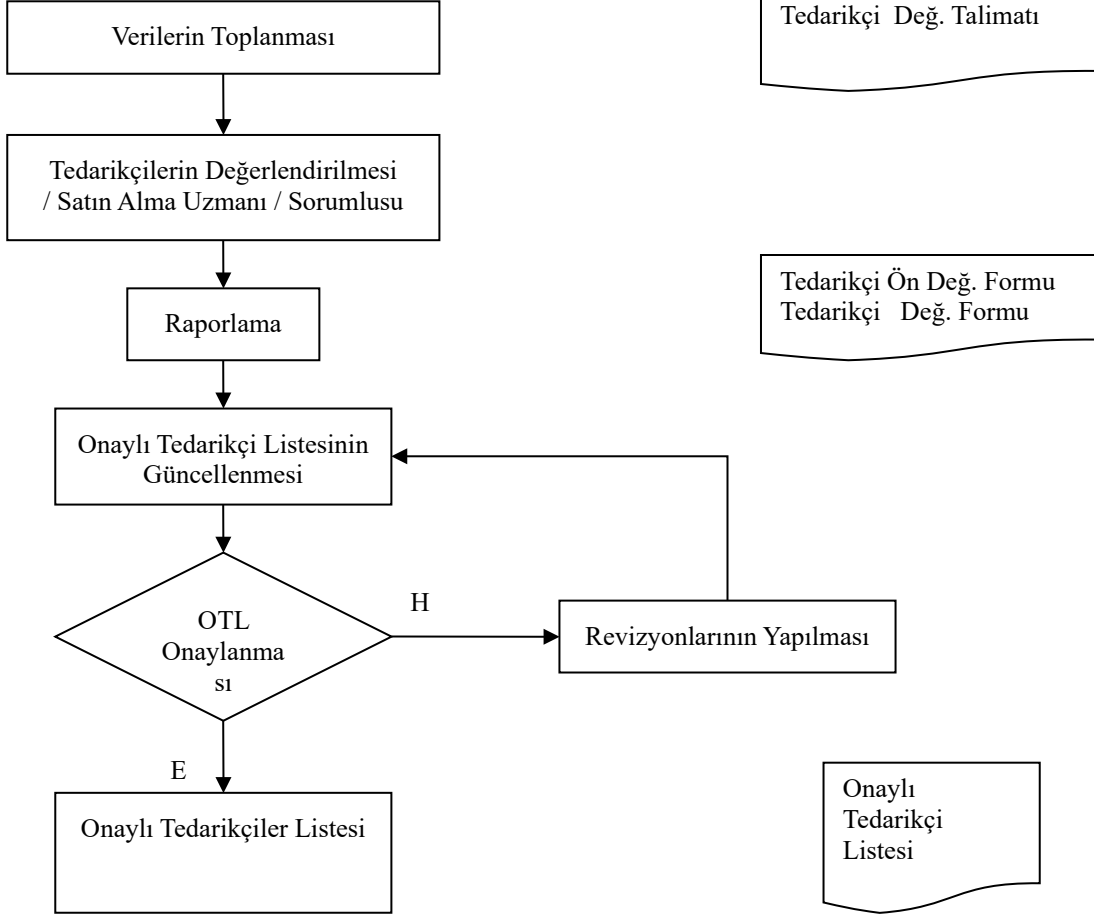 Tedarikçi Değ. Talimatı
Verilerin Toplanması
Tedarikçilerin Değerlendirilmesi
/ Satın Alma Uzmanı / Sorumlusu
Tedarikçi Ön Değ. Formu
Tedarikçi Değ. Formu
Raporlama
Onaylı Tedarikçi Listesinin
Güncellenmesi
H
OTL
Onaylanma
sı
Revizyonlarının Yapılması
E
Onaylı Tedarikçiler Listesi
Onaylı
Tedarikçi
Listesi